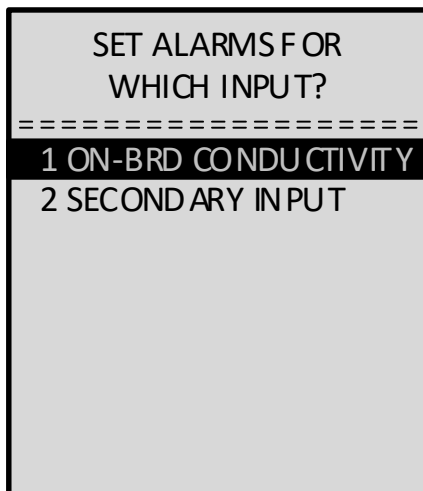 SET ALARMS FOR
WHICH INPUT?
===================
1 ON-BRD CONDUCTIVITY
2 SECONDARY INPUT